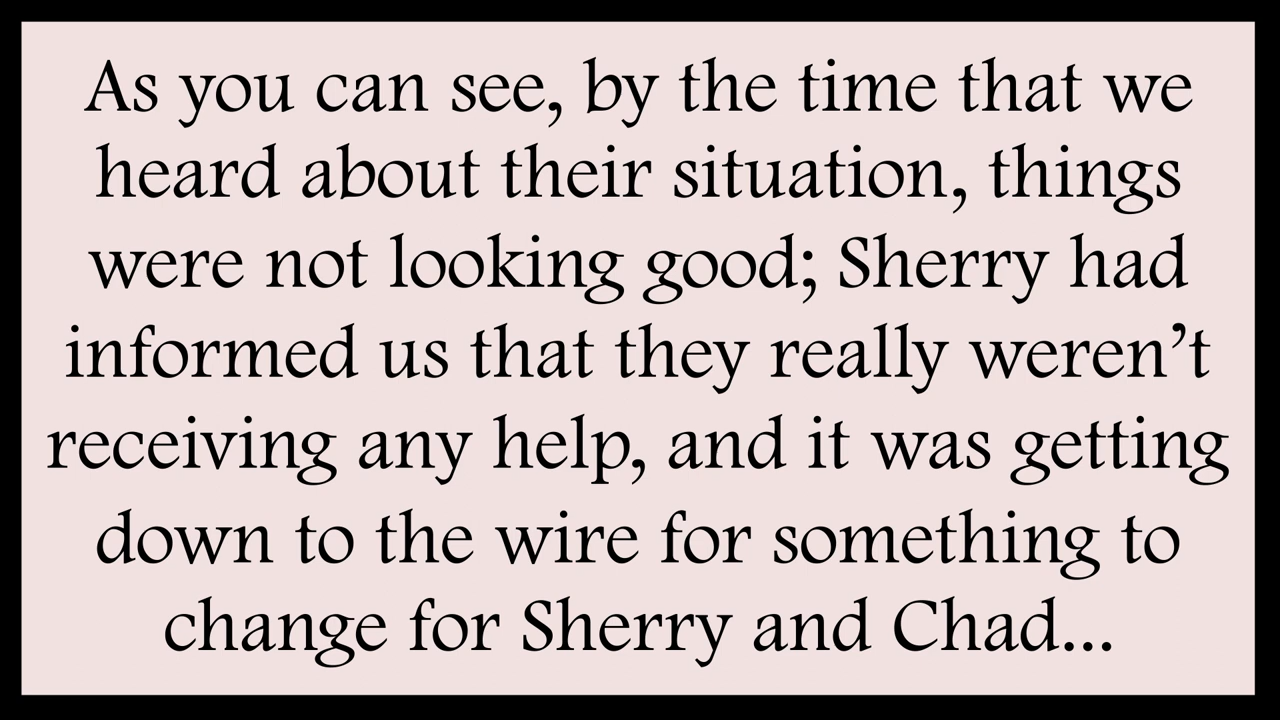 As you can see, by the time that we
heard about their situation, things
were not looking good; Sherry had
informed us that they really weren’t
receiving any help, and it was getting
down to the wire for something to
change for Sherry and Chad...